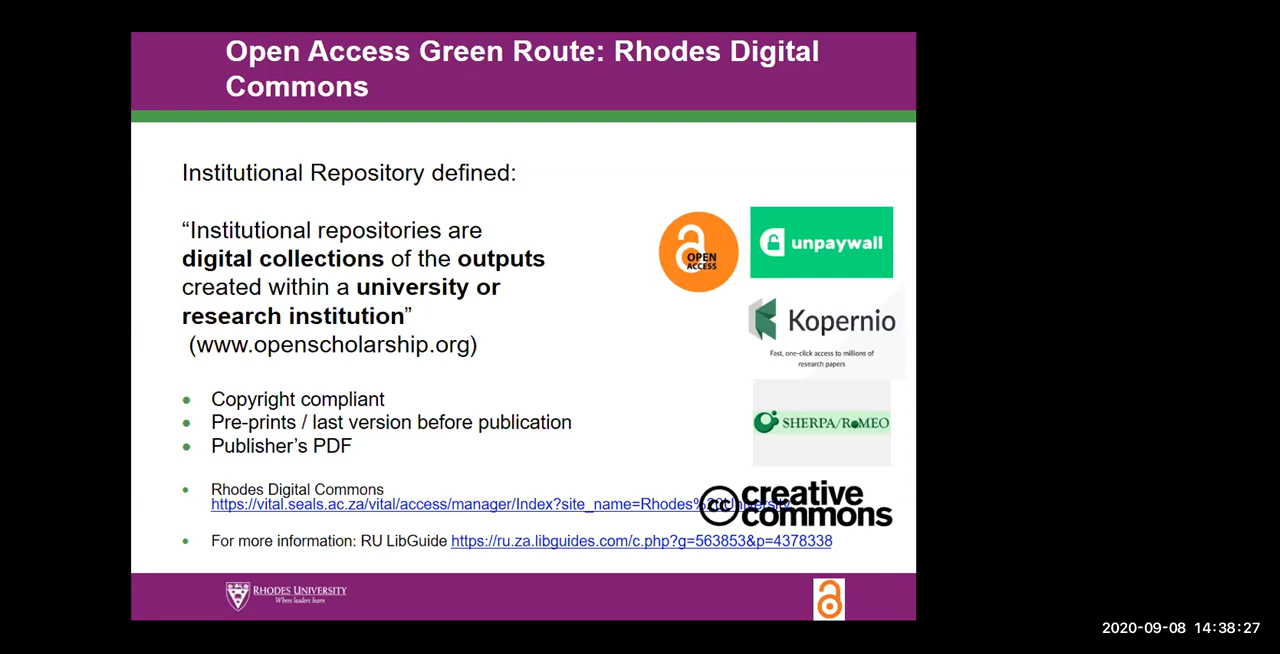 Open Access Green Route: Rhodes Digital
Commons
Institutional Repository defined:
“Institutional repositories are
digital collections of the outputs
created within a university or
research institution”
(www.openscholarship.org)
OPEN
ACCESS
unpaywall
Kopernio
Fast, one-click access to millions of
research papers
SHERPA/RoMEO
• Copyright compliant
• Pre-prints / last version before publication
• Publisher’s PDF
• Rhodes Digital Commons
https://vital.seals.ac.za/vital/access/manager/Index?site_name=Rhodes%20University
cc creative
commons
• For more information: RU LibGuide https://ru.za.libguides.com/c.php?g=563853&p=4378338
RHODES UNIVERSITY
Where leaders learn
2020-09-08 14:38:27